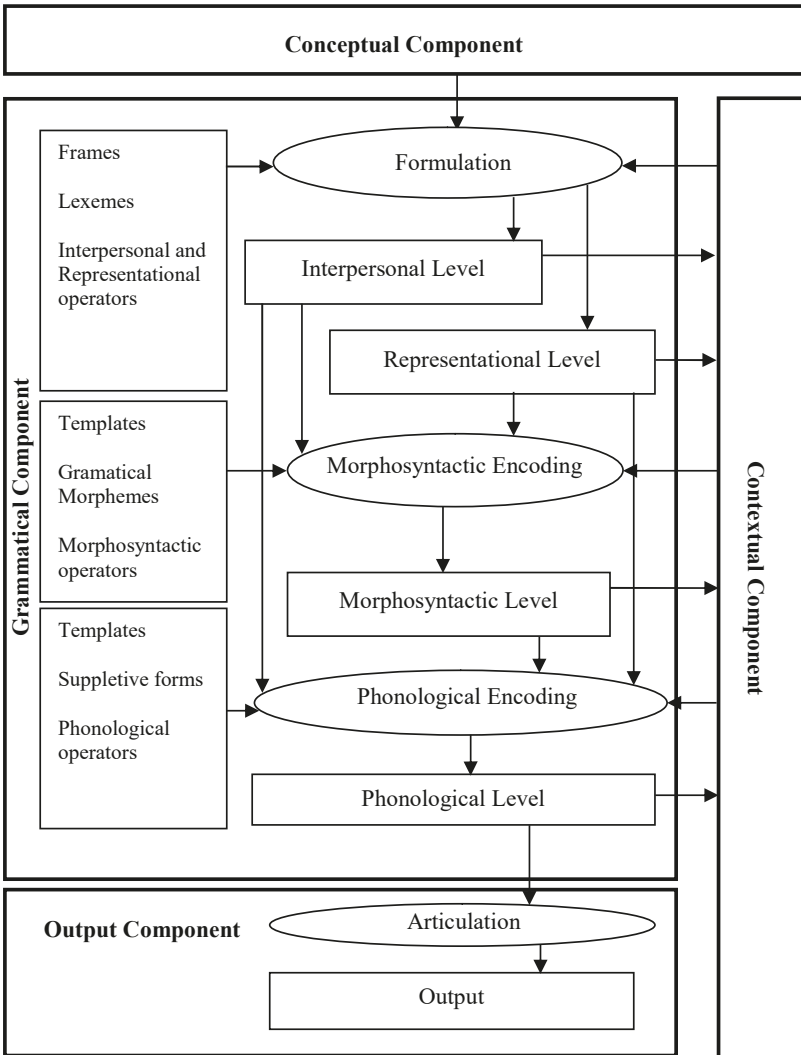 Conceptual Component
Grammatical Component
Frames
Lexemes
Interpersonal and
Representational
operators
Formulation
Interpersonal Level
Representational Level
Templates
Gramatical
Morphemes
Morphosyntactic
operators
Morphosyntactic Encoding
Morphosyntactic Level
Templates
Suppletive forms
Phonological
operators
Phonological Encoding
Phonological Level
Contextual Component
Output Component
Articulation
Output